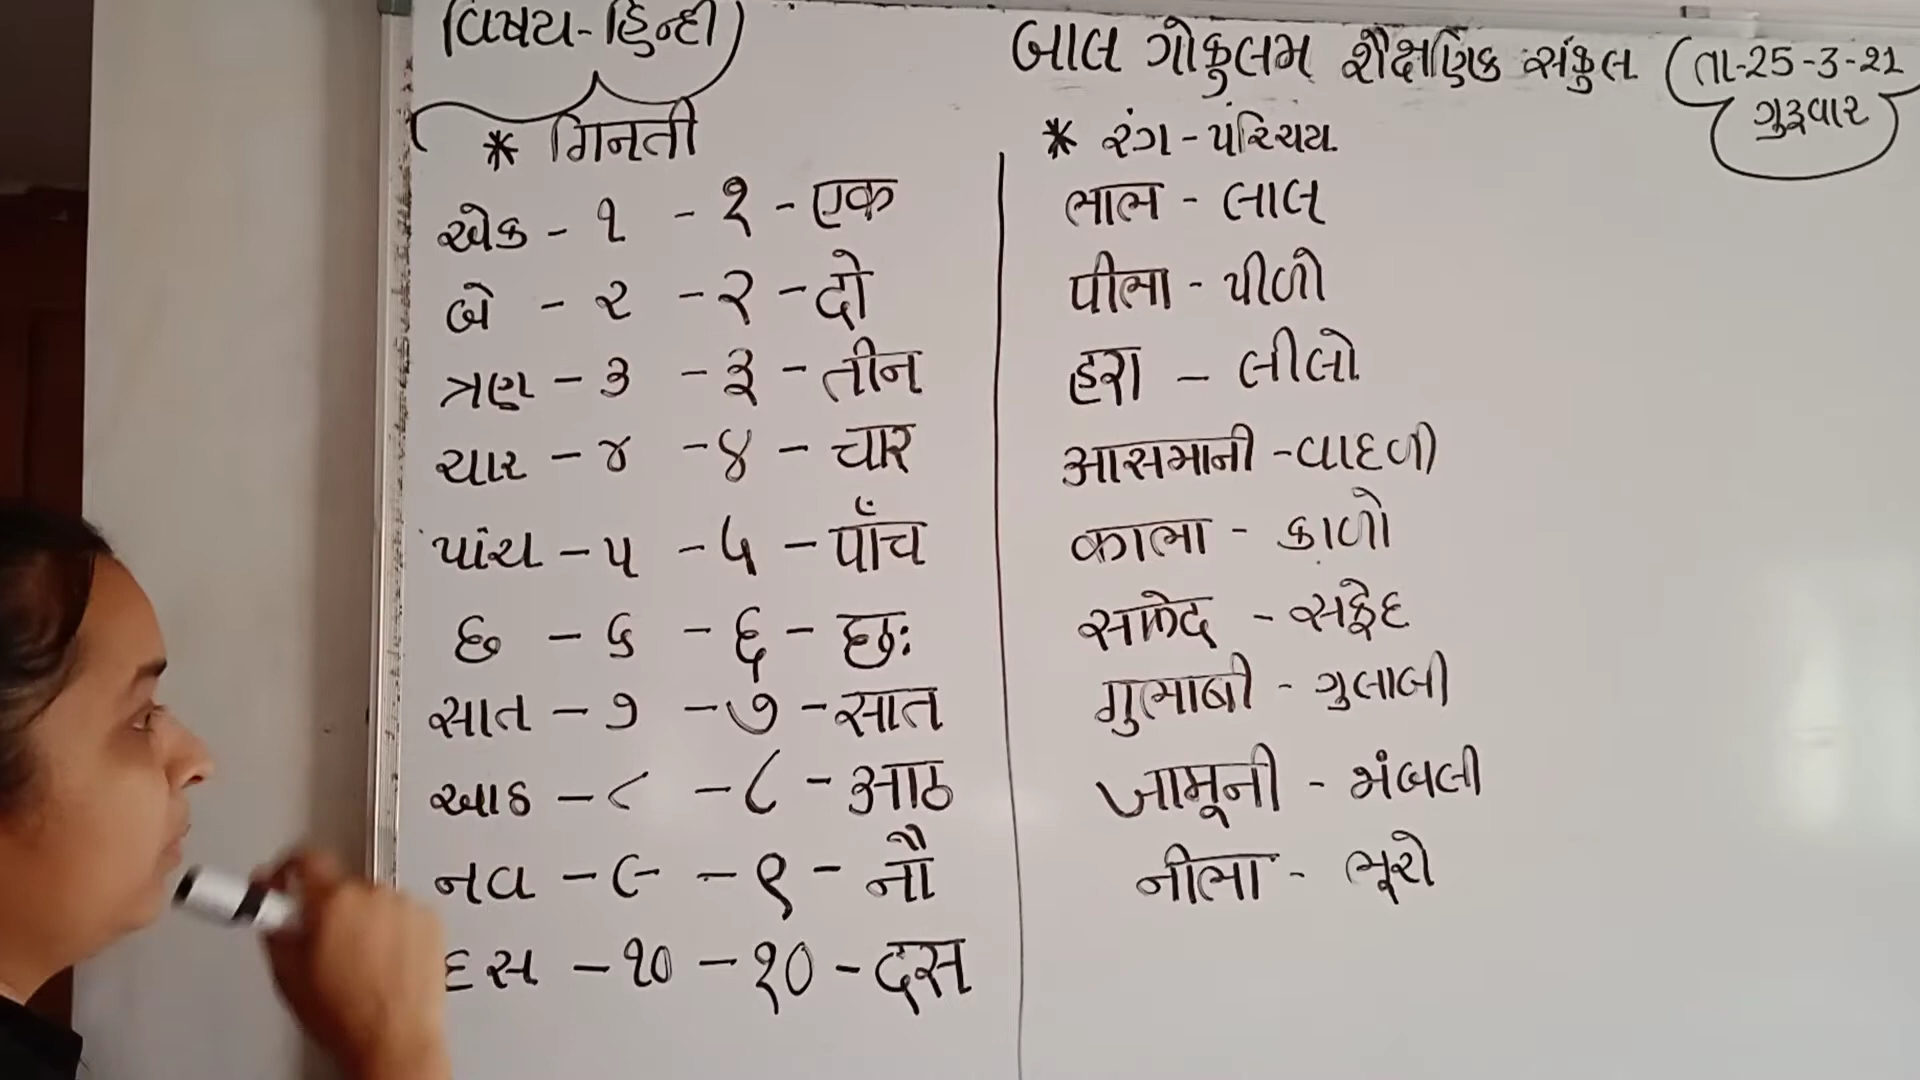 વિષય-હિન્દી
બાલ ગોકુલમ શૈક્ષણિક સંકુલ
તા-25-3-21
ગુરૂવાર
* गिनती
એક - ૧ - १ - एक
બે - ૨ - २ - दो
ત્રણ - ૩ - ३ - तीन
ચાર - ૪ - ४ - चार
પાંચ - ૫ - ५ - पाँच
છ - ૬ - ६ - छः
સાત - ૭ - ७ - सात
આઠ - ૮ - ८ - आठ
નવ - ૯ - ९ - नौ
દસ - ૧૦ - १० - दस
* રંગ-પરિચય
लाल - લાલ
पीला - પીળો
हरा - લીલો
आसमानी - વાદળી
काला - કાળો
सफेद - સફેદ
गुलाबी - ગુલાબી
जामूनी - જાંબલી
नीला - ભૂરો